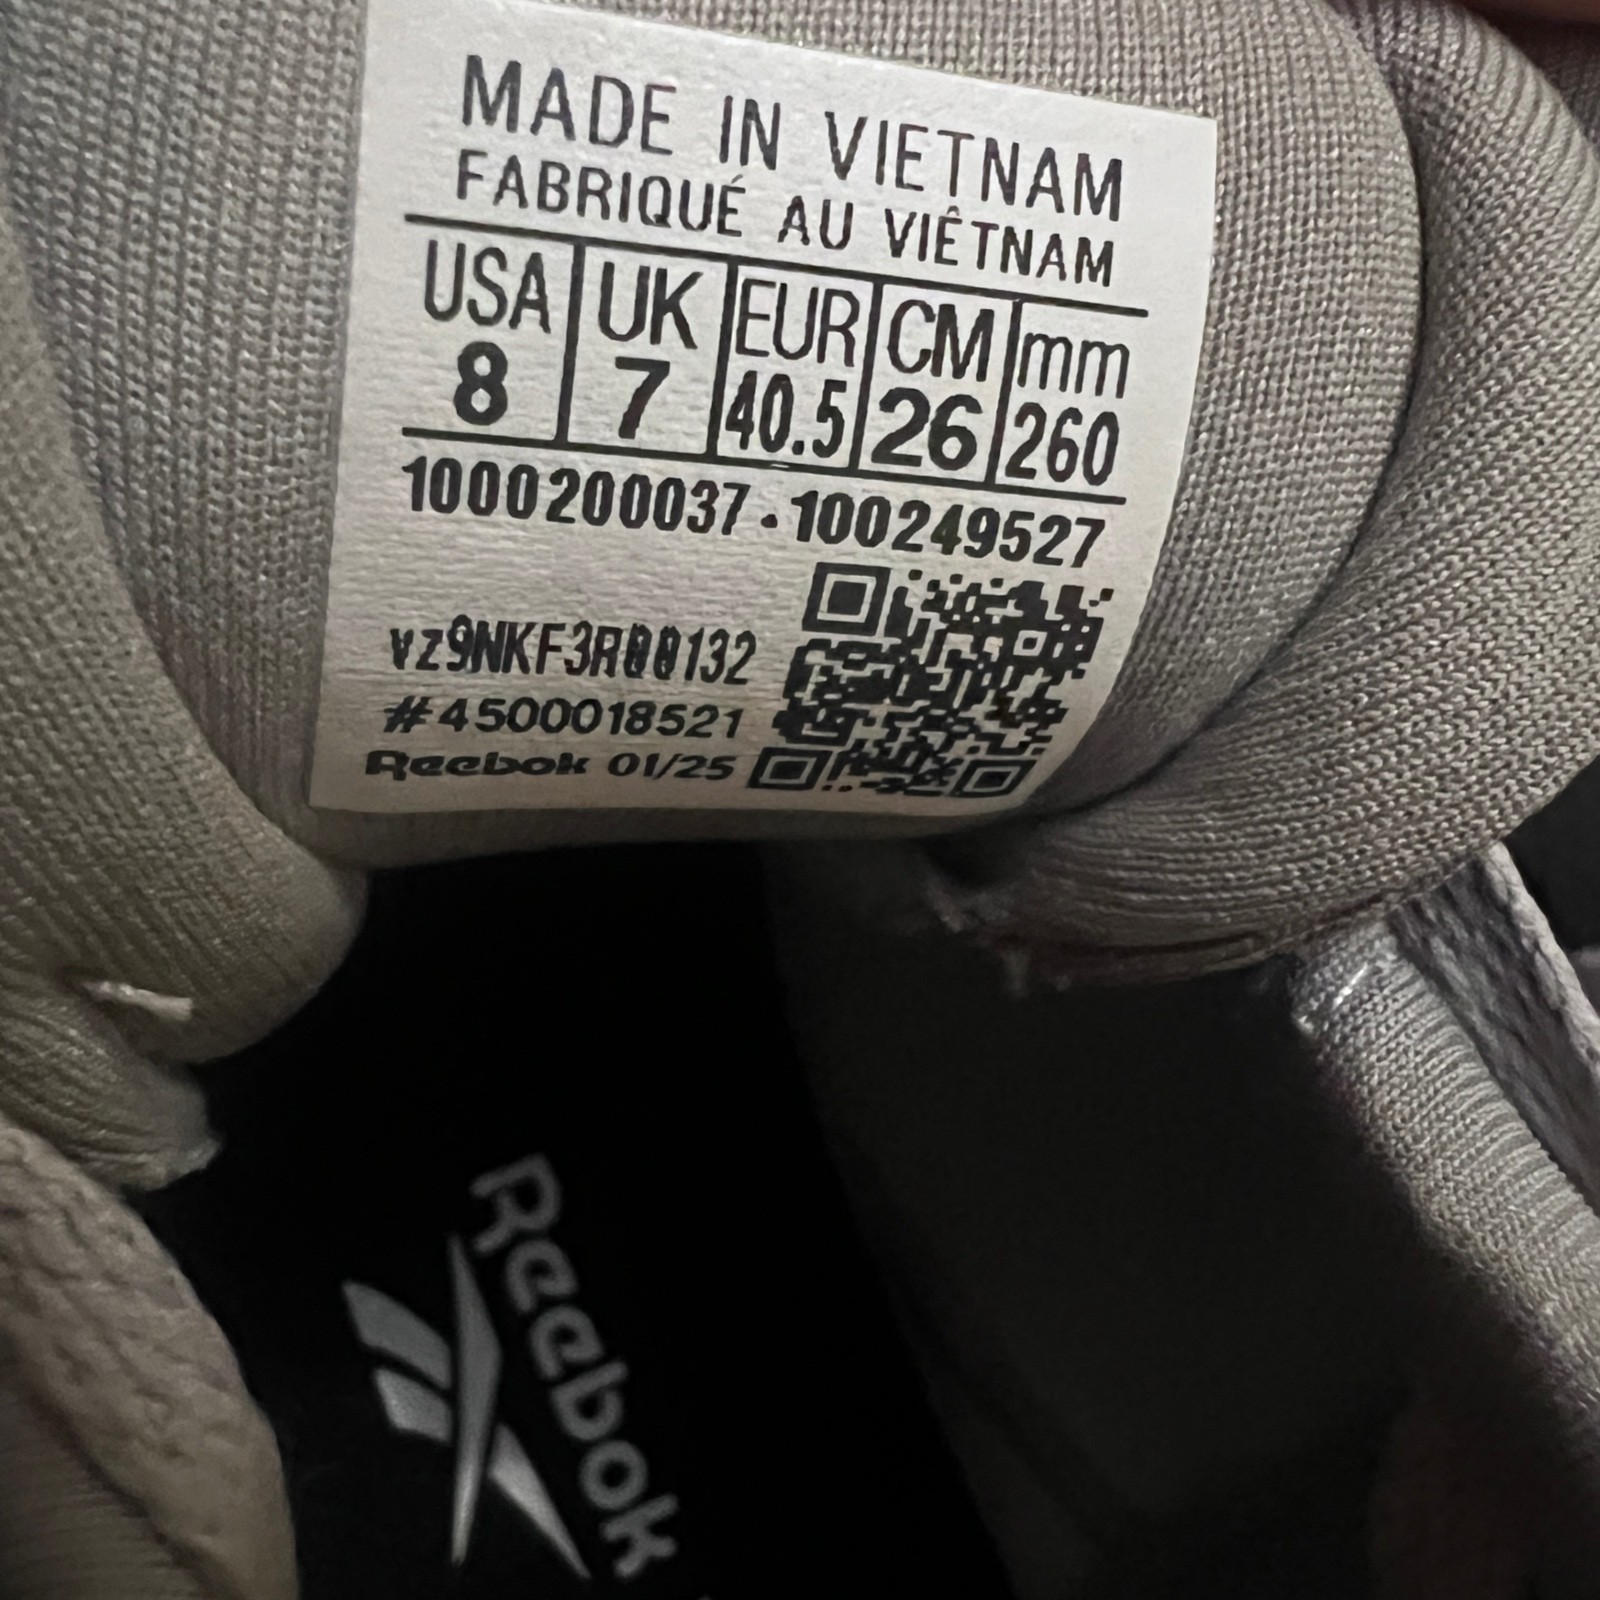 MADE IN VIETNAM
FABRIQUÉ AU VIÊTNAM
USA UK EUR CM mm
8 7 40.5 26 260
1000200037 · 100249527
vz9NKF3R00132
#4500018521
Reebok 01/25
Reebok